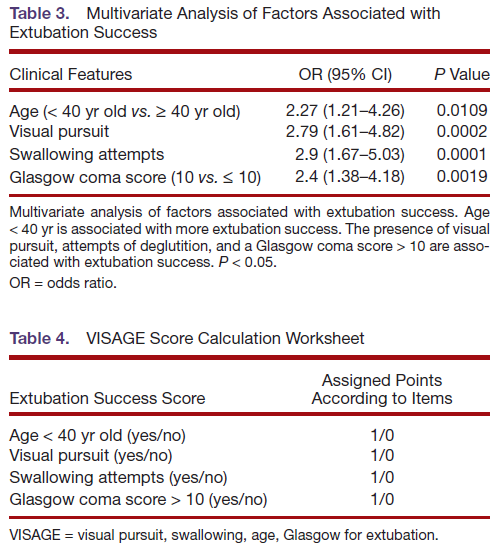 Table 3. Multivariate Analysis of Factors Associated with
Extubation Success
Clinical Features OR (95% CI) P Value
Age (< 40 yr old vs. ≥ 40 yr old) 2.27 (1.21–4.26) 0.0109
Visual pursuit 2.79 (1.61–4.82) 0.0002
Swallowing attempts 2.9 (1.67–5.03) 0.0001
Glasgow coma score (10 vs. ≤ 10) 2.4 (1.38–4.18) 0.0019
Multivariate analysis of factors associated with extubation success. Age
< 40 yr is associated with more extubation success. The presence of visual
pursuit, attempts of deglutition, and a Glasgow coma score > 10 are asso-
ciated with extubation success. P < 0.05.
OR = odds ratio.
Table 4. VISAGE Score Calculation Worksheet
Extubation Success Score Assigned Points
According to Items
Age < 40 yr old (yes/no) 1/0
Visual pursuit (yes/no) 1/0
Swallowing attempts (yes/no) 1/0
Glasgow coma score > 10 (yes/no) 1/0
VISAGE = visual pursuit, swallowing, age, Glasgow for extubation.